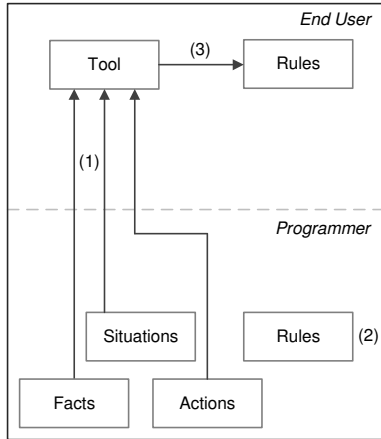 End User
Tool
(3)
Rules
(1)
Programmer
Situations
Rules
(2)
Facts
Actions